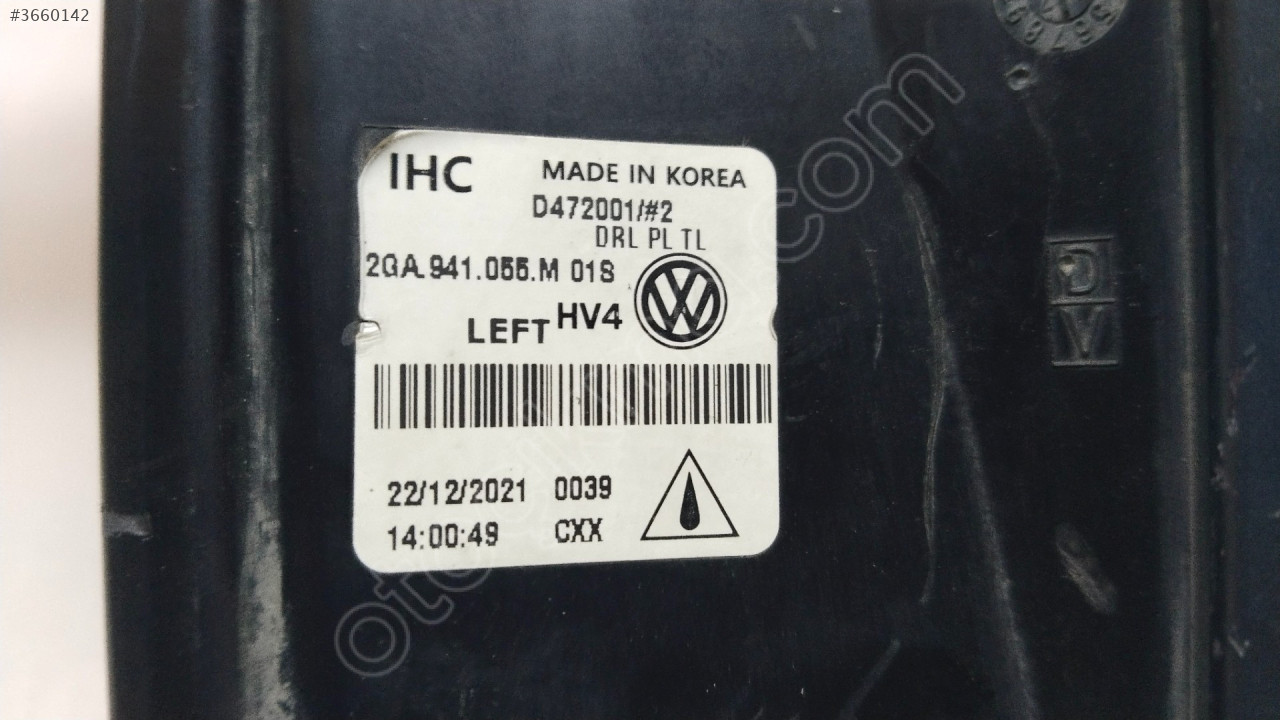 #3660142
IHC
MADE IN KOREA
D472001/#2
DRL PL TL
2GA.941.055.M 01S
HV4
LEFT
22/12/2021 0039
14:00:49 CXX